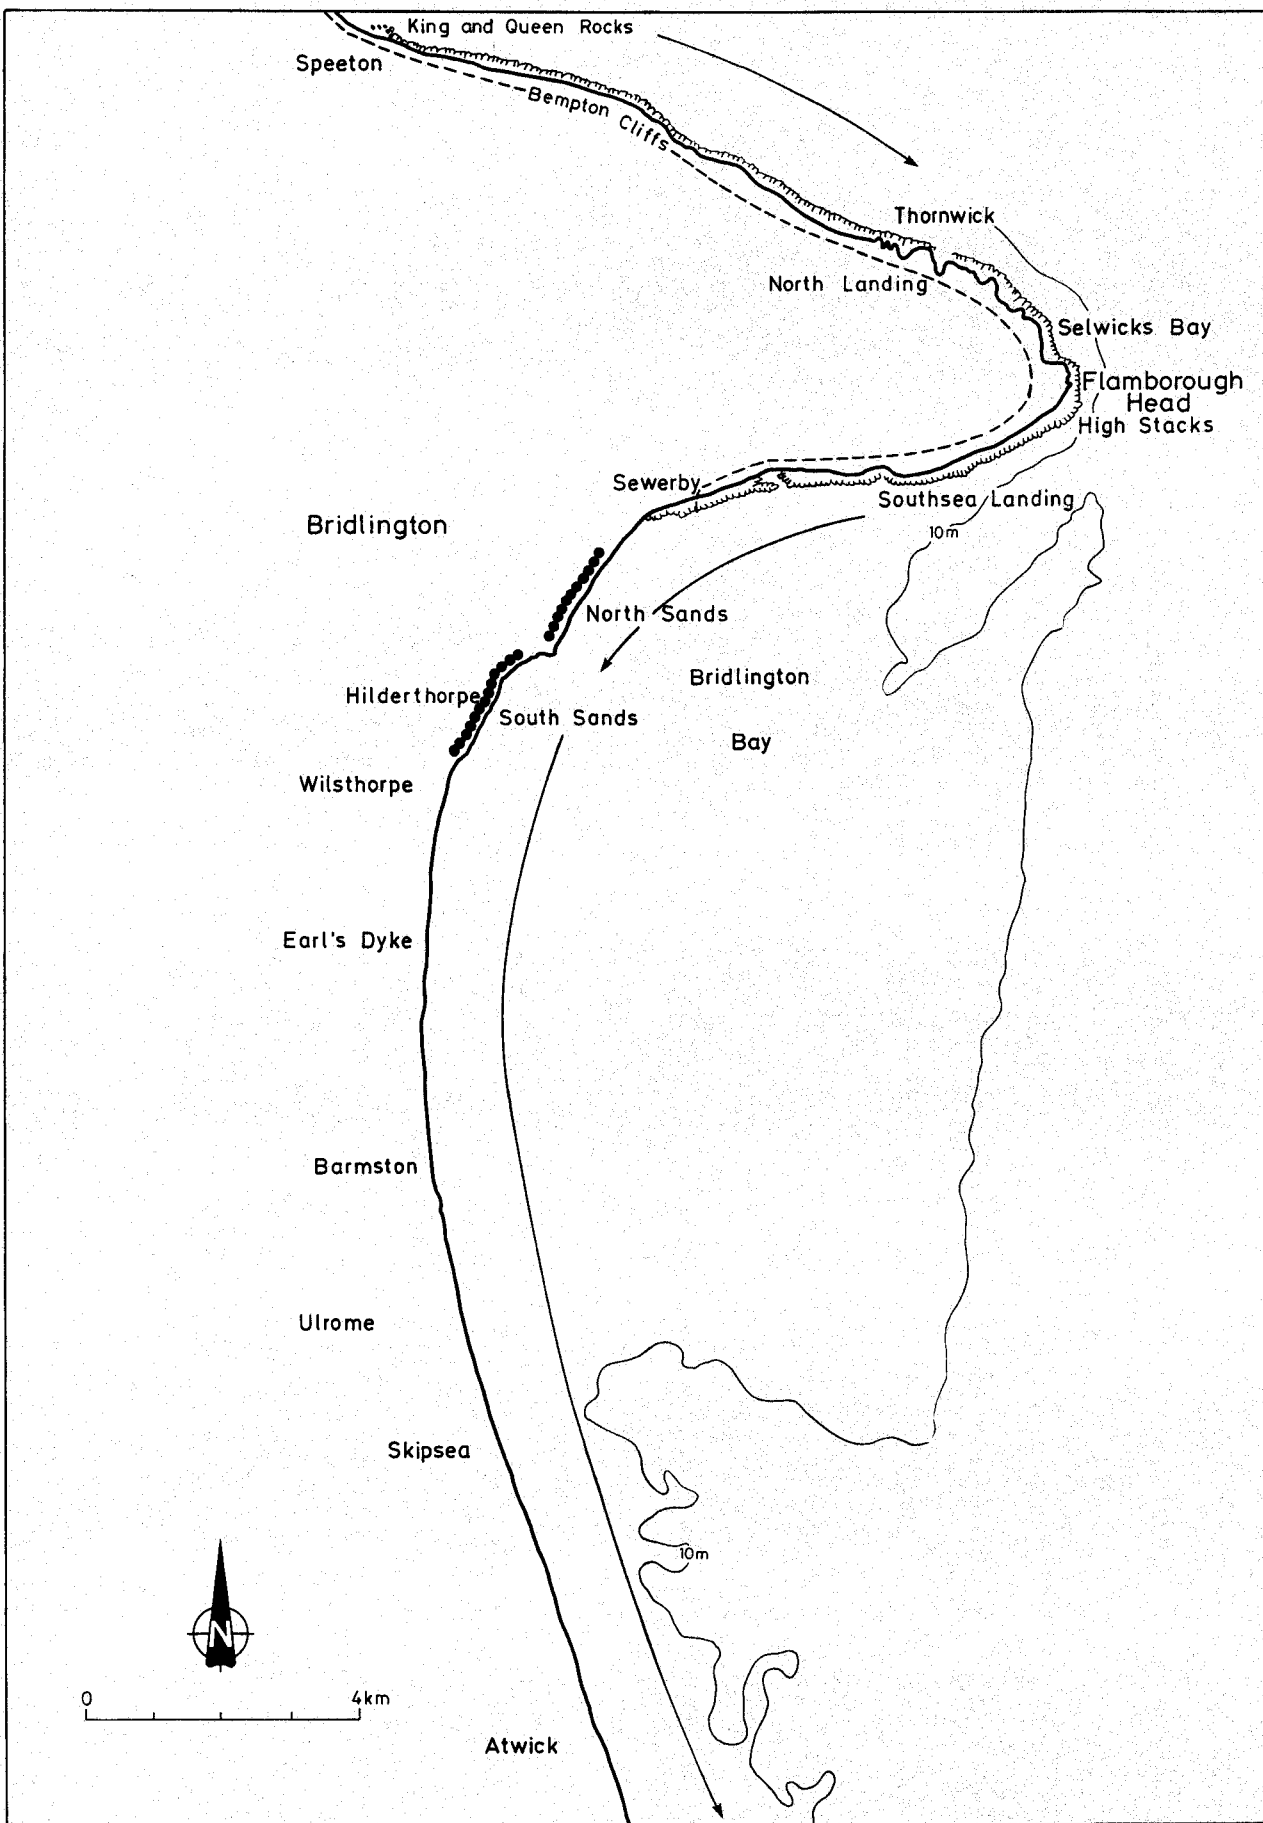 King and Queen Rocks
Speeton
Bempton Cliffs
Thornwick
North Landing
Selwicks Bay
Flamborough
Head
High Stacks
Sewerby
Southsea Landing
Bridlington
10m
North Sands
Bridlington
Hilderthorpe
South Sands
Bay
Wilsthorpe
Earl's Dyke
Barmston
Ulrome
Skipsea
10m
N
0 4km
Atwick